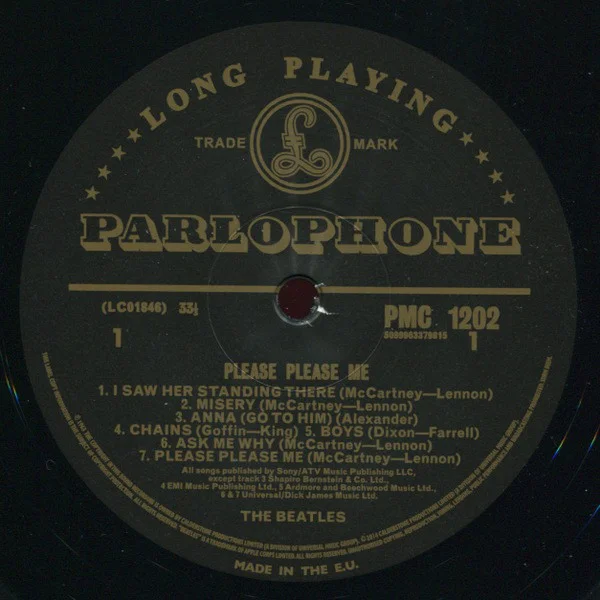 LONG PLAYING
TRADE £ MARK
PARLOPHONE
(LC01846) 33⅓
PMC 1202
5099963379815
1 1
PLEASE PLEASE ME
1. I SAW HER STANDING THERE (McCartney—Lennon)
2. MISERY (McCartney—Lennon)
3. ANNA (GO TO HIM) (Alexander)
4. CHAINS (Goffin—King) 5. BOYS (Dixon—Farrell)
6. ASK ME WHY (McCartney—Lennon)
7. PLEASE PLEASE ME (McCartney—Lennon)
All songs published by Sony/ATV Music Publishing LLC,
except track 3 Shapiro Bernstein & Co. Ltd.,
4 EMI Music Publishing Ltd., 5 Ardmore and Beechwood Music Ltd.,
6 & 7 Universal/Dick James Music Ltd.
THE BEATLES
MADE IN THE E.U.